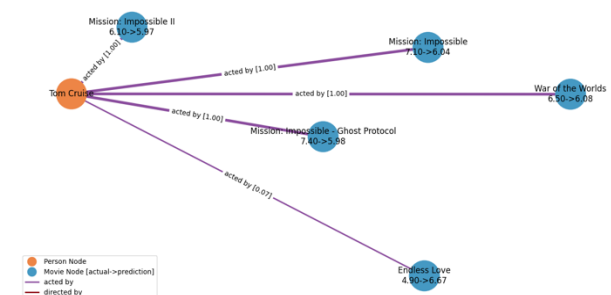 Mission: Impossible II
6.10->5.97
acted by [1.00]
Mission: Impossible
7.10->6.04
acted by [1.00]
Tom Cruise
acted by [1.00]
War of the Worlds
6.50->6.08
acted by [1.00]
Mission: Impossible - Ghost Protocol
7.40->5.98
acted by [0.07]
Endless Love
4.90->6.67
Person Node
Movie Node [actual->prediction]
acted by
directed by